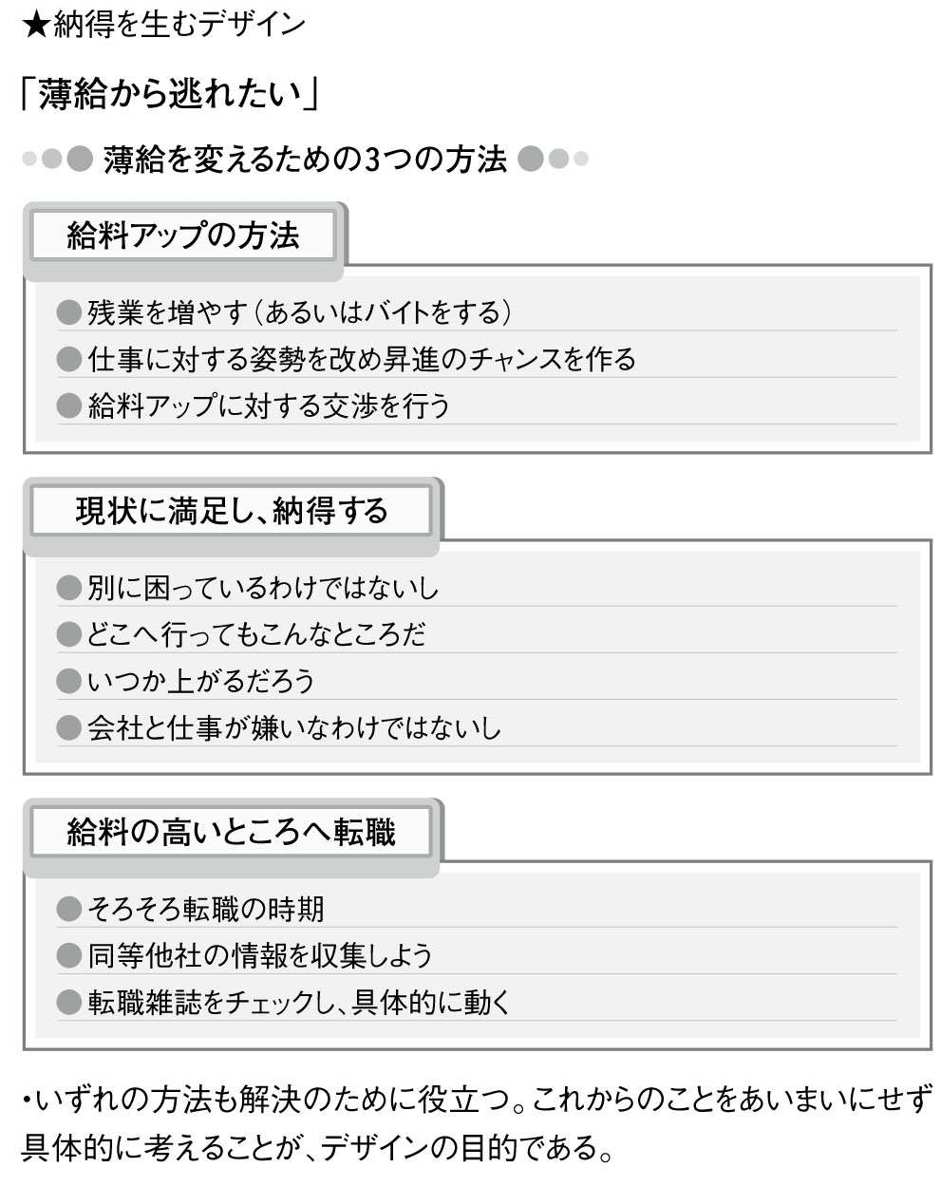 ★納得を生むデザイン
「薄給から逃れたい」
薄給を変えるための3つの方法
給料アップの方法
●残業を増やす（あるいはバイトをする）
●仕事に対する姿勢を改め昇進のチャンスを作る
●給料アップに対する交渉を行う
現状に満足し、納得する
●別に困っているわけではないし
●どこへ行ってもこんなところだ
●いつか上がるだろう
●会社と仕事が嫌いなわけではないし
給料の高いところへ転職
●そろそろ転職の時期
●同等他社の情報を収集しよう
●転職雑誌をチェックし、具体的に動く
・いずれの方法も解決のために役立つ。これからのことをあいまいにせず
具体的に考えることが、デザインの目的である。